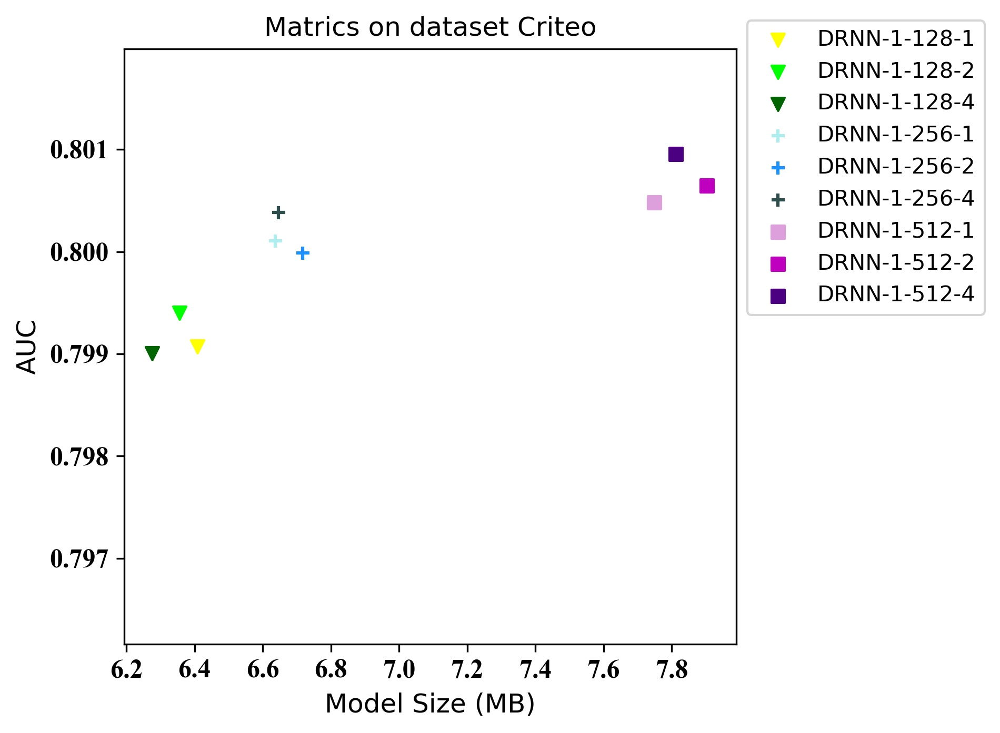 Matrics on dataset Criteo
DRNN-1-128-1
DRNN-1-128-2
DRNN-1-128-4
DRNN-1-256-1
DRNN-1-256-2
DRNN-1-256-4
DRNN-1-512-1
DRNN-1-512-2
DRNN-1-512-4
AUC
0.801
0.800
0.799
0.798
0.797
6.2 6.4 6.6 6.8 7.0 7.2 7.4 7.6 7.8
Model Size (MB)